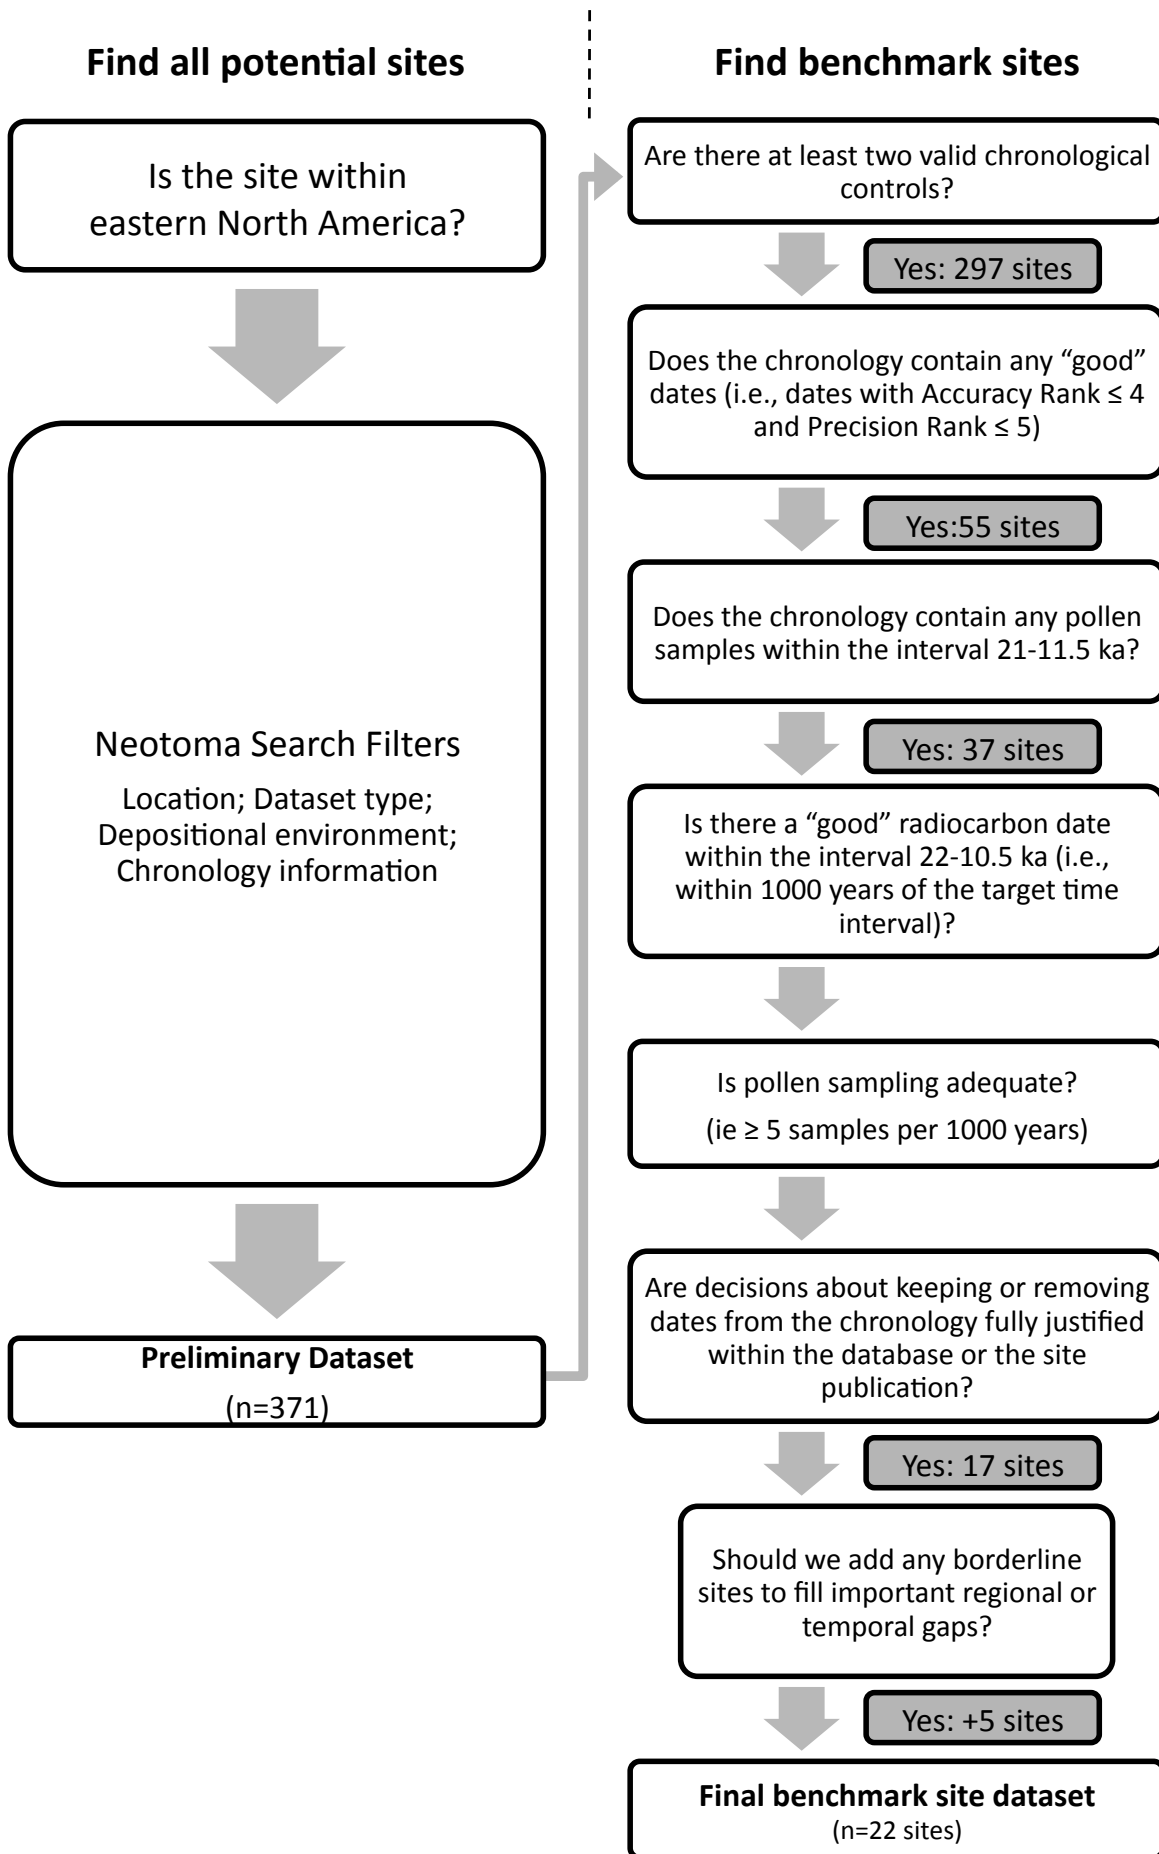 Find all potential sites
Is the site within
eastern North America?
Neotoma Search Filters
Location; Dataset type;
Depositional environment;
Chronology information
Preliminary Dataset
(n=371)
Find benchmark sites
Are there at least two valid chronological
controls?
Yes: 297 sites
Does the chronology contain any “good”
dates (i.e., dates with Accuracy Rank ≤ 4
and Precision Rank ≤ 5)
Yes:55 sites
Does the chronology contain any pollen
samples within the interval 21-11.5 ka?
Yes: 37 sites
Is there a “good” radiocarbon date
within the interval 22-10.5 ka (i.e.,
within 1000 years of the target time
interval)?
Is pollen sampling adequate?
(ie ≥ 5 samples per 1000 years)
Are decisions about keeping or removing
dates from the chronology fully justified
within the database or the site
publication?
Yes: 17 sites
Should we add any borderline
sites to fill important regional or
temporal gaps?
Yes: +5 sites
Final benchmark site dataset
(n=22 sites)